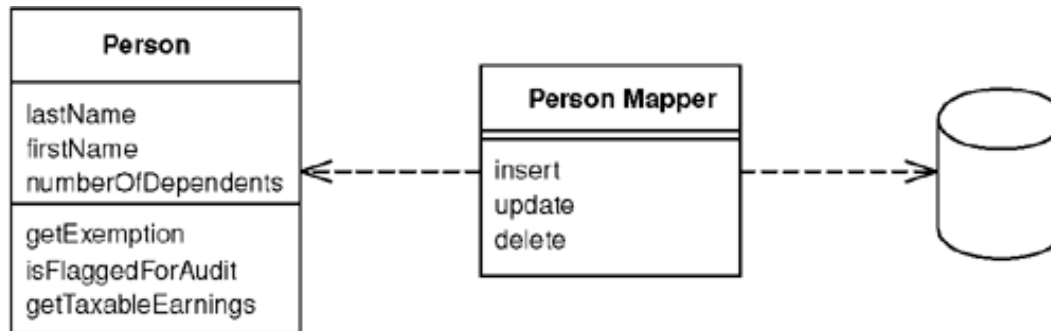 Person
lastName
firstName
numberOfDependents
getExemption
isFlaggedForAudit
getTaxableEarnings
Person Mapper
insert
update
delete